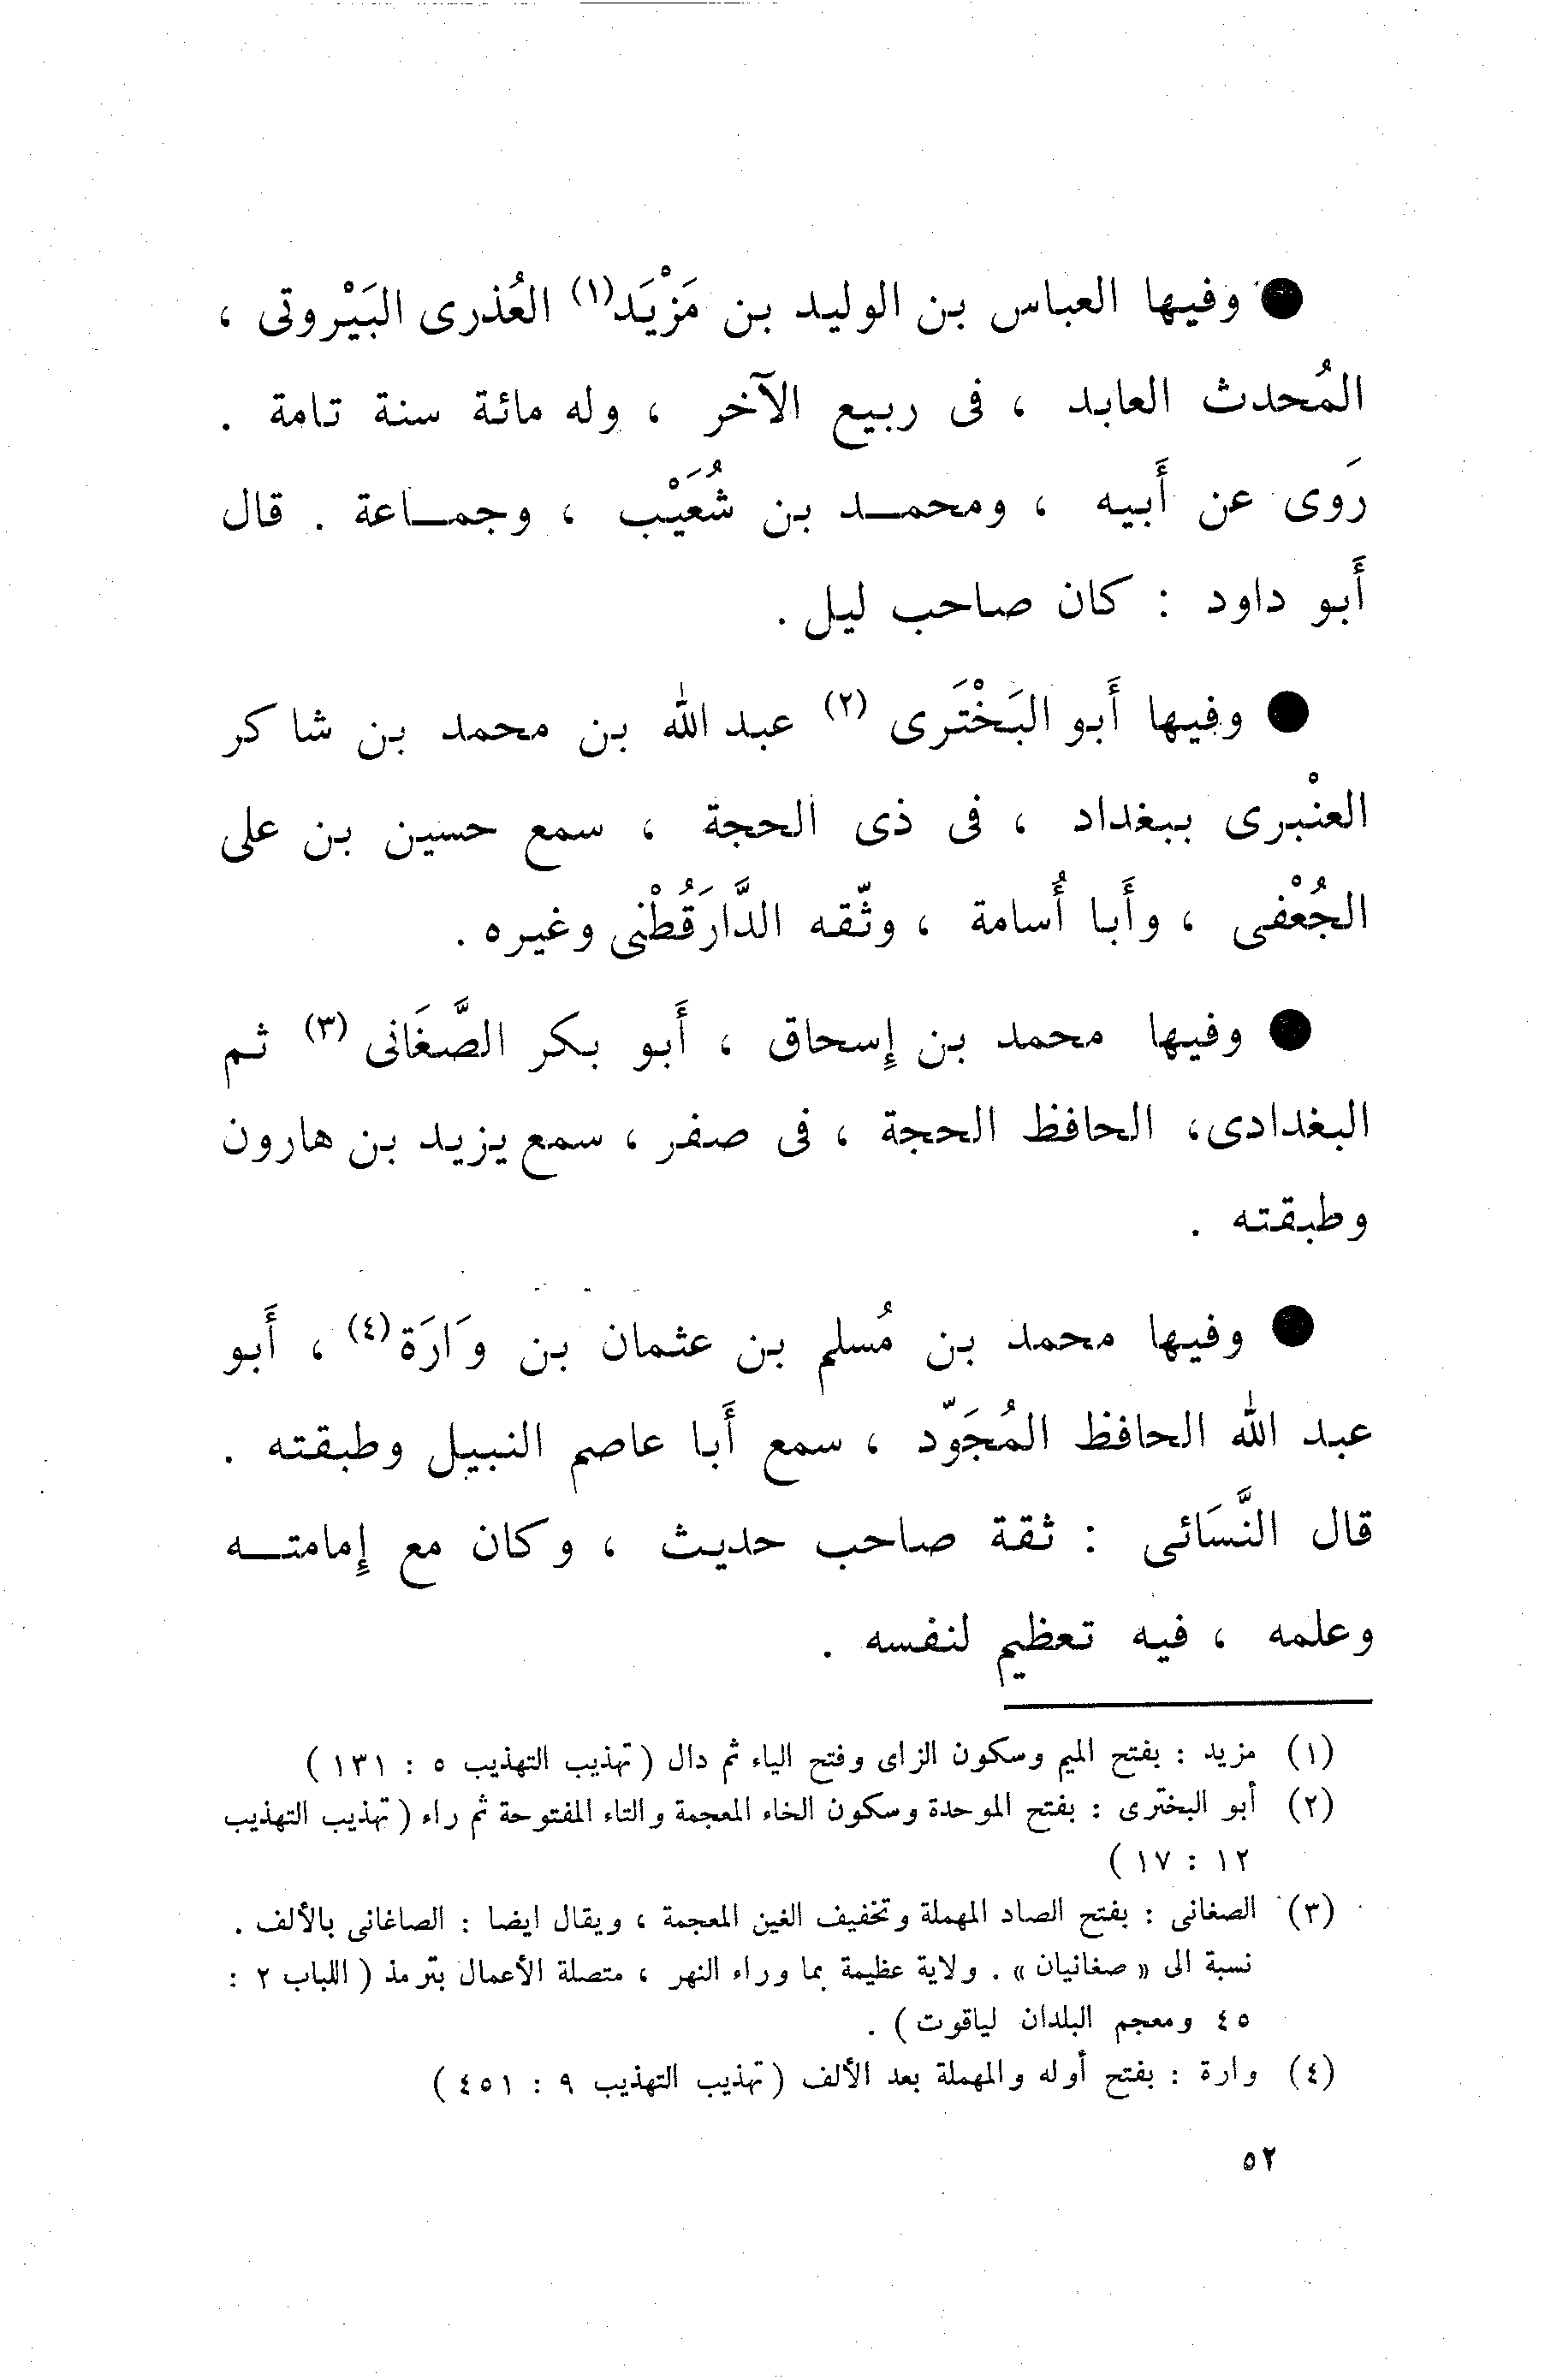 ● وفيها العباس بن الوليد بن مَزْيَد(١) العُذرى البَيْروتى ،
المُحدث العابد ، فى ربيع الآخر ، وله مائة سنة تامة .
رَوى عن أَبيه ، ومحمـد بن شُعَيْب ، وجمـاعة . قال
أَبو داود : كان صاحب ليل .
● وفيها أَبو البَخْتَرى (٢) عبد الله بن محمد بن شاكر
العنْبرى ببغداد ، فى ذى الحجة ، سمع حسين بن على
الجُعْفى ، وأَبا أُسامة ، وثّقه الدَّارَقُطْنى وغيره .
● وفيها محمد بن إِسحاق ، أَبو بكر الصَّغَانى (٣) ثم
البغدادى، الحافظ الحجة ، فى صفر ، سمع يزيد بن هارون
وطبقته .
● وفيها محمد بن مُسلم بن عثمان بن وَارَة(٤) ، أَبو
عبد الله الحافظ المُجَوّد ، سمع أَبا عاصم النبيل وطبقته .
قال النَّسَائى : ثقة صاحب حديث ، وكان مع إِمامتـه
وعلمه ، فيه تعظيم لنفسه .
(١) مزيد : بفتح الميم وسكون الزاى وفتح الياء ثم دال ( تهذيب التهذيب ٥ : ١٣١ )
(٢) أبو البخترى : بفتح الموحدة وسكون الخاء المعجمة والتاء المفتوحة ثم راء ( تهذيب التهذيب
١٢ : ١٧ )
(٣) الصغانى : بفتح الصاد المهملة وتخفيف الغين المعجمة ، ويقال ايضا : الصاغانى بالألف .
نسبة الى « صغانيان » . ولاية عظيمة بما وراء النهر ، متصلة الأعمال بترمذ ( اللباب ٢ :
٤٥ ومعجم البلدان لياقوت ) .
(٤) وارة : بفتح أوله والمهملة بعد الألف ( تهذيب التهذيب ٩ : ٤٥١ )
٥٢